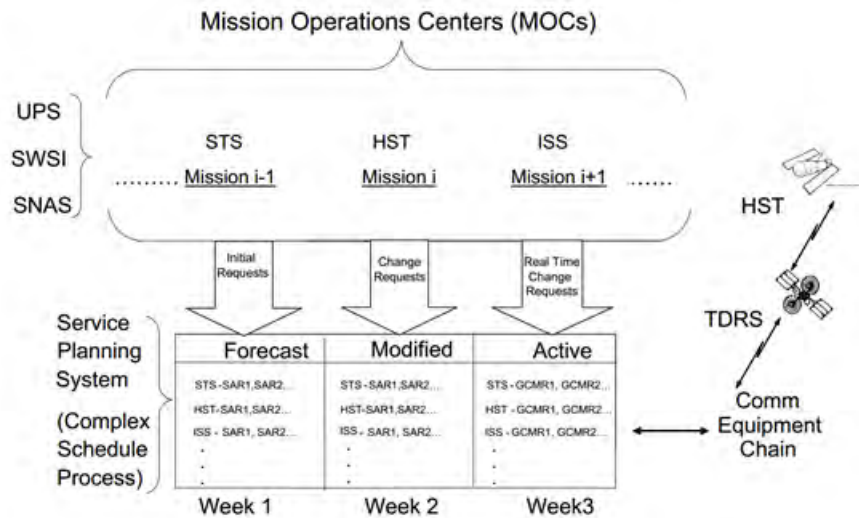 Mission Operations Centers (MOCs)
UPS
SWSI
SNAS
STS
HST
ISS
........ Mission i-1
Mission i
Mission i+1 ......
Initial
Requests
Change
Requests
Real Time
Change
Requests
HST
TDRS
Comm
Equipment
Chain
Service
Planning
System
(Complex
Schedule
Process)
Forecast
Modified
Active
STS -SAR1,SAR2...
STS -SAR1,SAR2...
STS - GCMR1, GCMR2...
HST-SAR1,SAR2...
HST-SAR1,SAR2...
HST - GCMR1, GCMR2...
ISS - SAR1, SAR2...
ISS - SAR1, SAR2...
ISS - GCMR1, GCMR2...
Week 1
Week 2
Week3